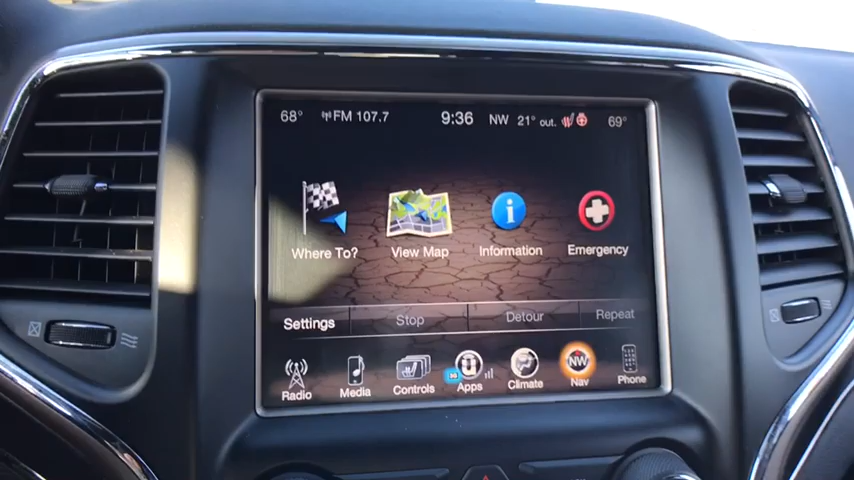 68° FM 107.7 9:36 NW 21° out. 69°
Where To? View Map Information Emergency
Settings Stop Detour Repeat
NW
3G
Radio Media Controls Apps Climate Nav Phone